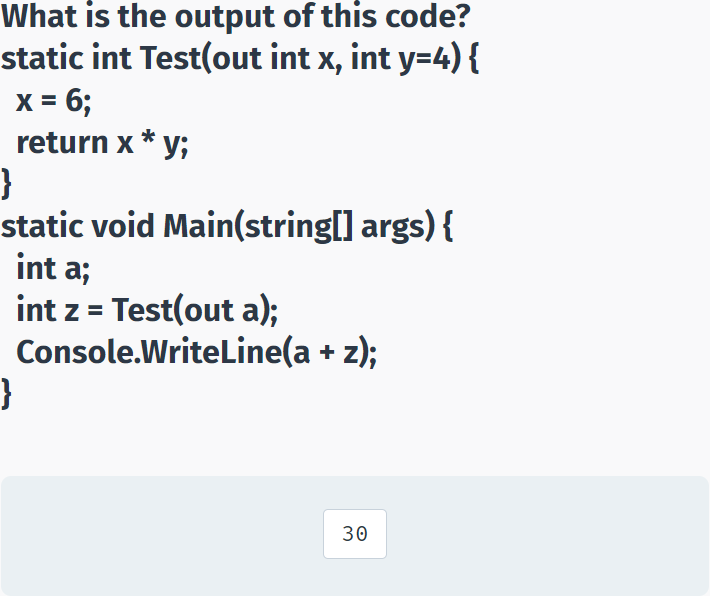 What is the output of this code?
static int Test(out int x, int y=4) {
x = 6;
return x * y;
}
static void Main(string[] args) {
int a;
int z = Test(out a);
Console.WriteLine(a + z);
}
30